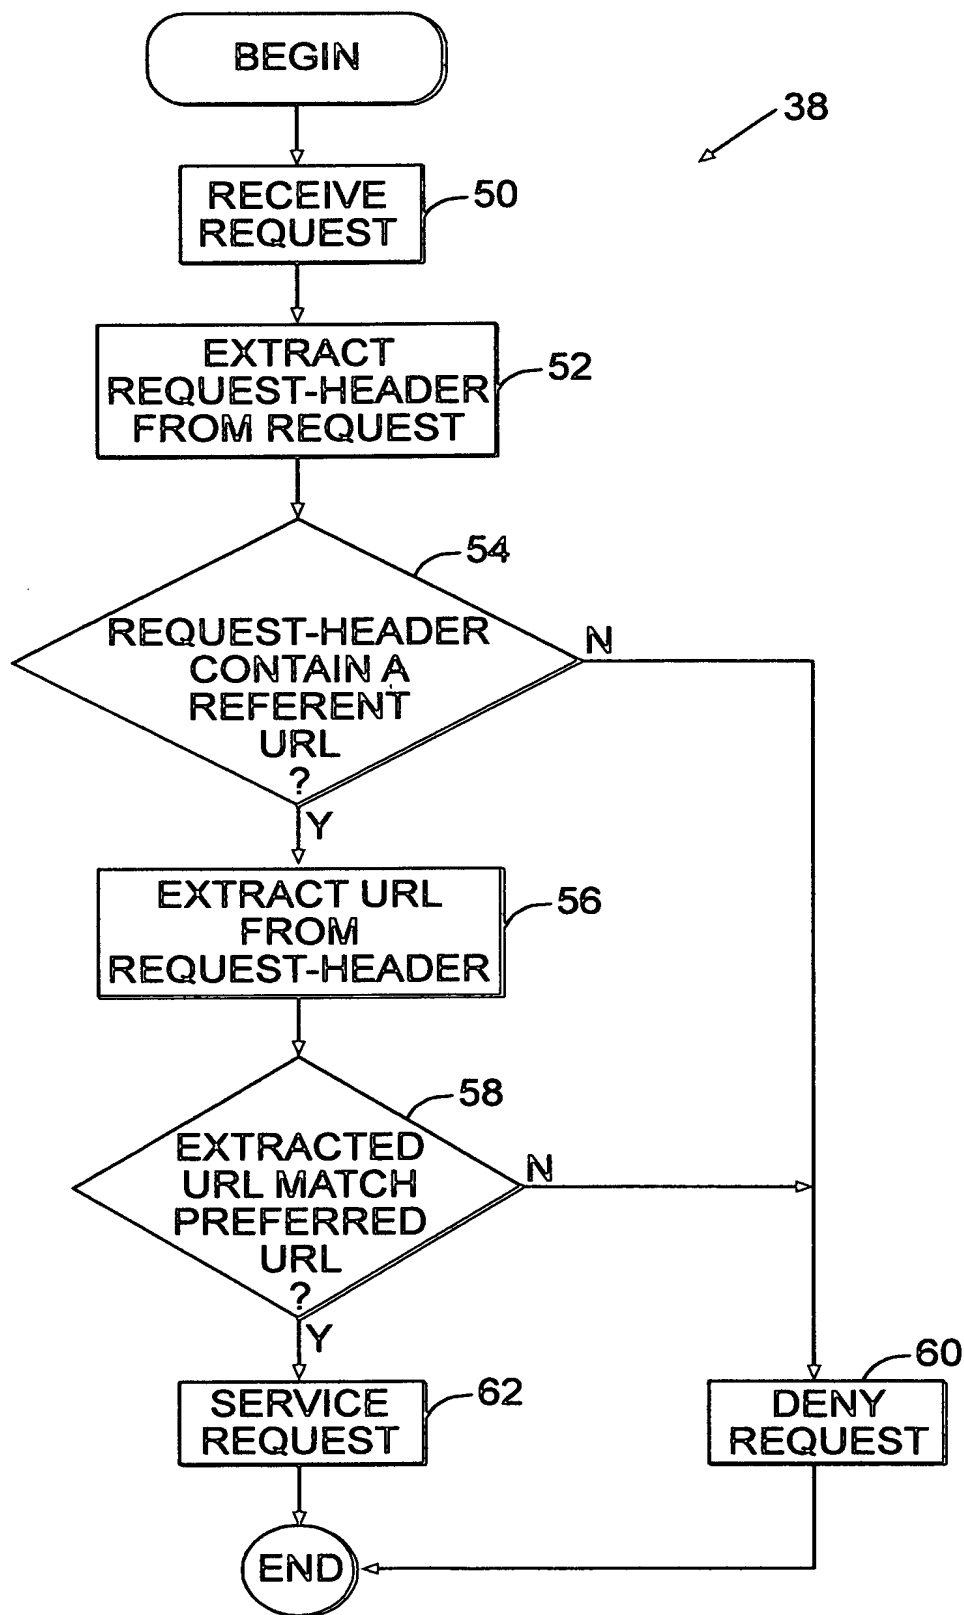 BEGIN
38
RECEIVE
REQUEST
50
EXTRACT
REQUEST-HEADER
FROM REQUEST
52
54
REQUEST-HEADER
CONTAIN A
REFERENT
URL
?
N
Y
EXTRACT URL
FROM
REQUEST-HEADER
56
58
EXTRACTED
URL MATCH
PREFERRED
URL
?
N
Y
SERVICE
REQUEST
62
60
DENY
REQUEST
END